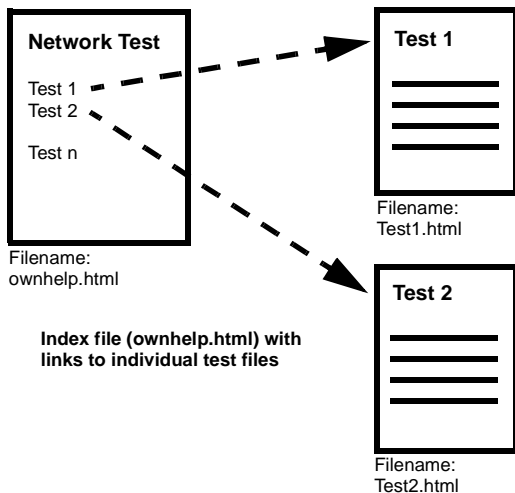 Network Test
Test 1
Test 2
Test n
Filename:
ownhelp.html
Test 1
Filename:
Test1.html
Index file (ownhelp.html) with
links to individual test files
Test 2
Filename:
Test2.html